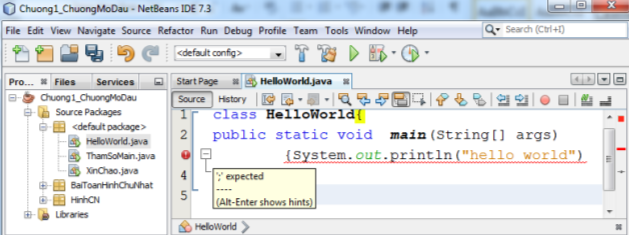 Chuong1_ChuongMoDau - NetBeans IDE 7.3
File Edit View Navigate Source Refactor Run Debug Profile Team Tools Window Help Search (Ctrl+I)
<default config>
Pro... Files Services Start Page HelloWorld.java
Chuong1_ChuongMoDau Source History
Source Packages 1 class HelloWorld{
<default package>
HelloWorld.java 2 public static void main(String[] args)
ThamSoMain.java {System.out.println("hello world")
XinChao.java 4 ';' expected
BaiToanHinhChuNhat ----
HinhCN 5 (Alt-Enter shows hints)
Libraries
HelloWorld